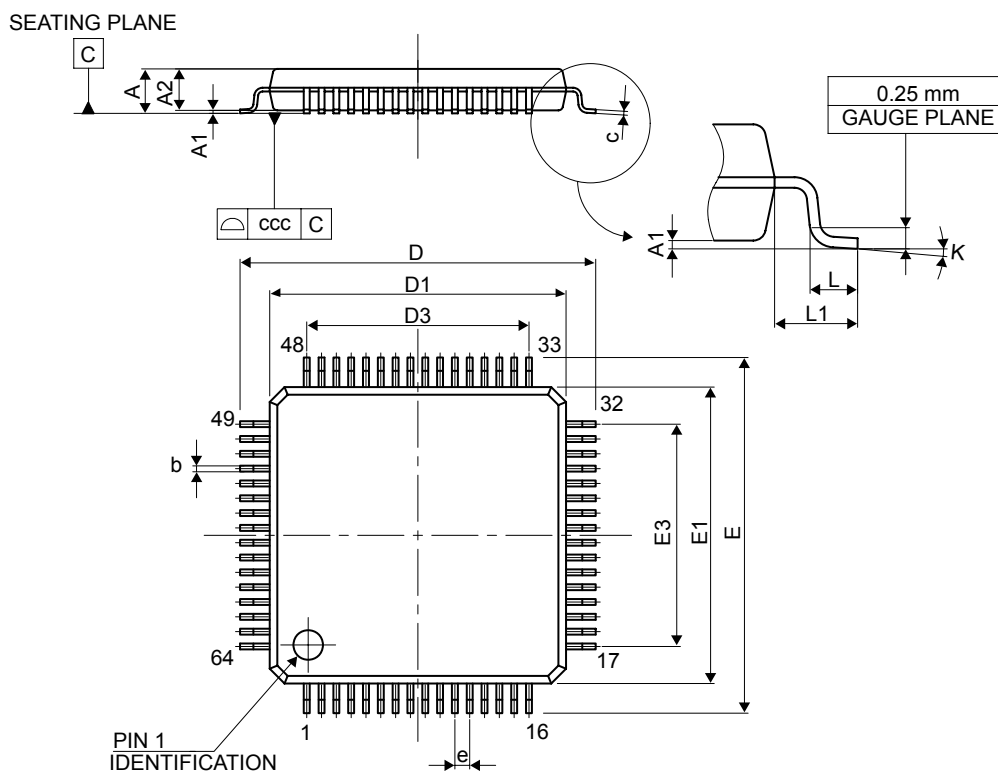 SEATING PLANE
C
A
A2
A1
c
0.25 mm
GAUGE PLANE
ccc C
A1
K
L
L1
D
D1
D3
48
33
49
32
b
E3
E1
E
64
17
1
16
PIN 1
IDENTIFICATION
e